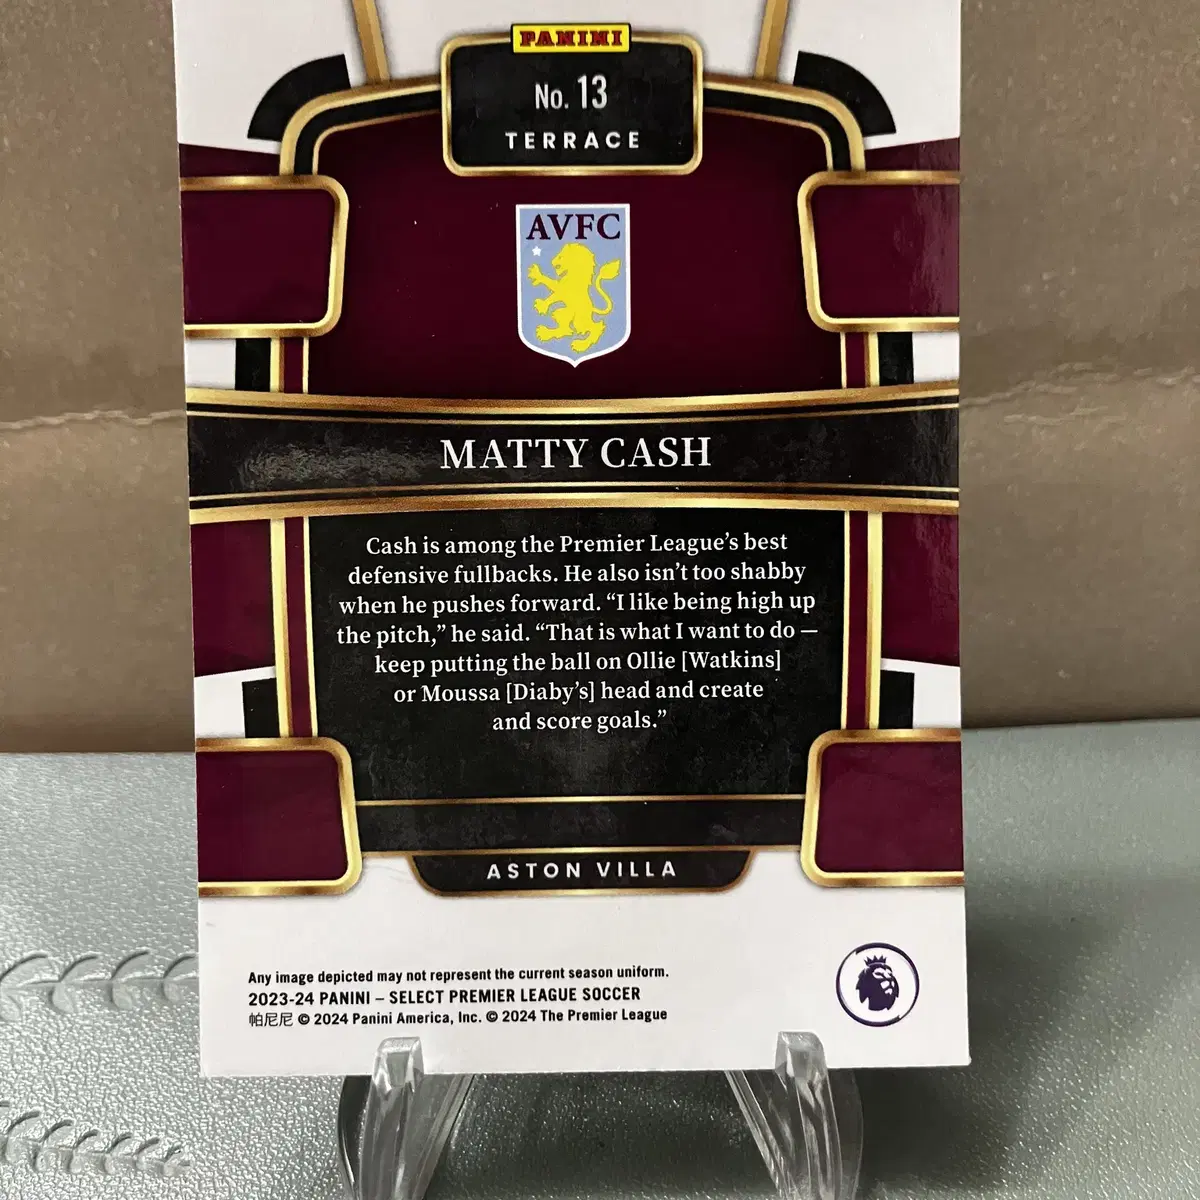 PANINI
No. 13
TERRACE
AVFC
MATTY CASH
Cash is among the Premier League’s best
defensive fullbacks. He also isn’t too shabby
when he pushes forward. “I like being high up
the pitch,” he said. “That is what I want to do —
keep putting the ball on Ollie [Watkins]
or Moussa [Diaby’s] head and create
and score goals.”
ASTON VILLA
Any image depicted may not represent the current season uniform.
2023-24 PANINI – SELECT PREMIER LEAGUE SOCCER
帕尼尼 © 2024 Panini America, Inc. © 2024 The Premier League